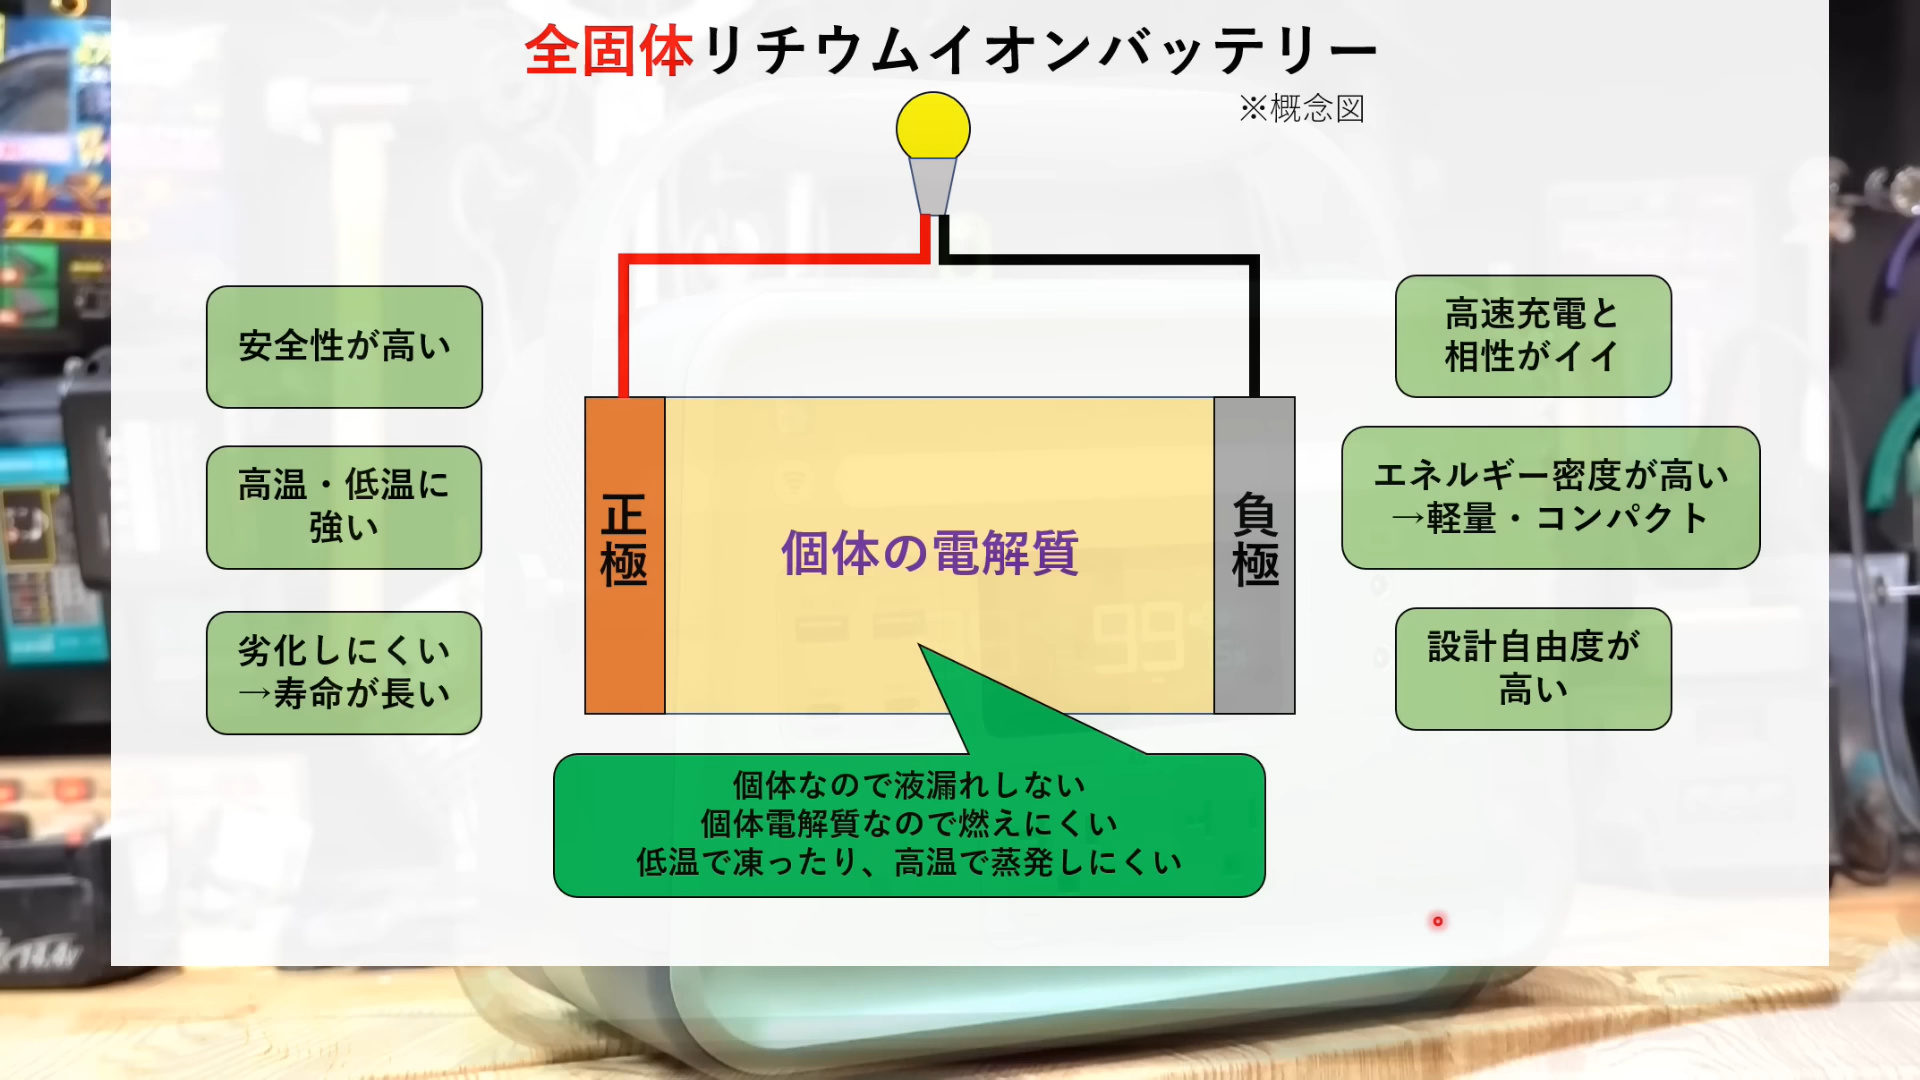 全固体リチウムイオンバッテリー
※概念図
安全性が高い
高温・低温に
強い
劣化しにくい
→寿命が長い
正極
個体の電解質
負極
99
高速充電と
相性がイイ
エネルギー密度が高い
→軽量・コンパクト
設計自由度が
高い
個体なので液漏れしない
個体電解質なので燃えにくい
低温で凍ったり、高温で蒸発しにくい
14.4v